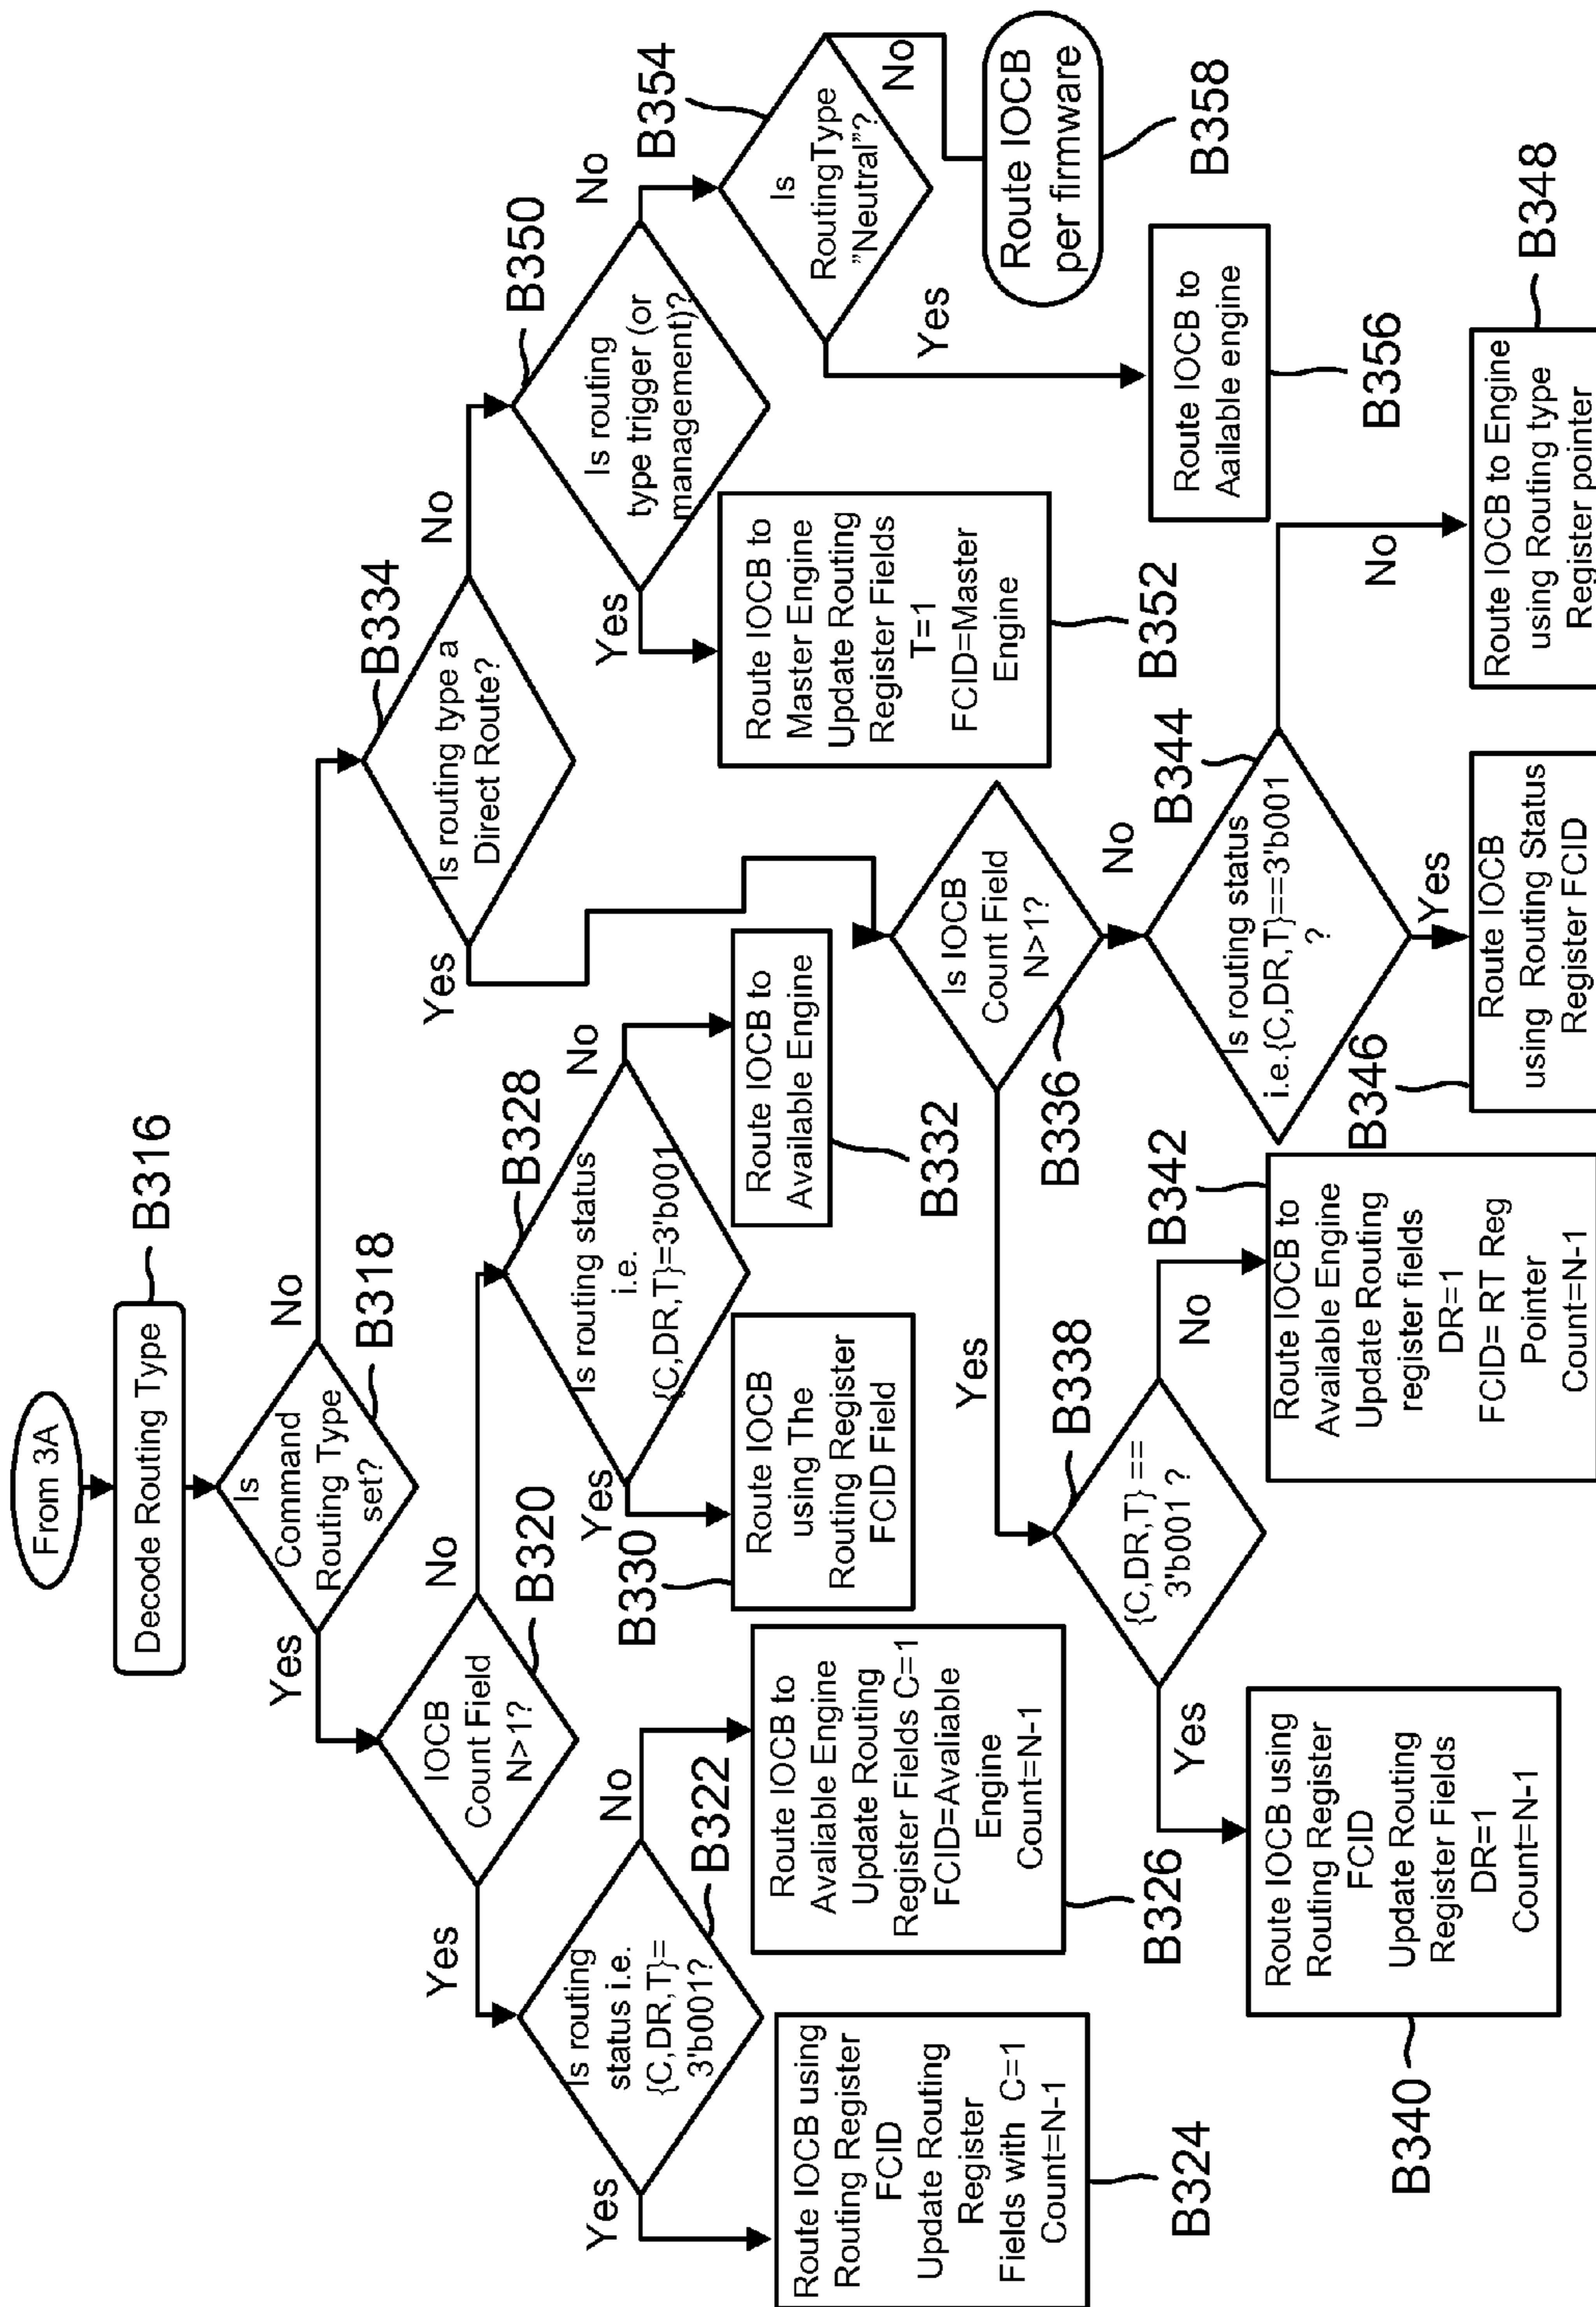 From 3A
Decode Routing Type
B316
Is
Command
Routing Type
set?
B318
Yes
No
IOCB
Count Field
N>1?
B320
Yes
No
Is routing type a
Direct Route?
B334
Yes
No
Is routing
status i.e.
{C,DR,T}=
3'b001?
B322
Yes
No
Is routing status
i.e.
{C,DR,T}=3'b001
B328
Yes
No
Is routing
type trigger (or
management)?
B350
Yes
No
Route IOCB using
Routing Register
FCID
Update Routing
Register
Fields with C=1
Count=N-1
B324
Route IOCB to
Available Engine
Update Routing
Register Fields C=1
FCID=Avaliable
Engine
Count=N-1
B326
Route IOCB
using The
Routing Register
FCID Field
B330
Route IOCB to
Available Engine
B332
Route IOCB to
Master Engine
Update Routing
Register Fields
T=1
FCID=Master
Engine
B352
Is
RoutingType
"Neutral"?
B354
Yes
No
Route IOCB
per firmware
B358
Is IOCB
Count Field
N>1?
B336
Yes
No
Route IOCB to
Aailable engine
B356
{C,DR,T} ==
3'b001 ?
B338
Yes
No
Is routing status
i.e.{C,DR,T}==3'b001
?
B344
Yes
No
Route IOCB using
Routing Register
FCID
Update Routing
Register Fields
DR=1
Count=N-1
B340
Route IOCB to
Available Engine
Update Routing
register fields
DR=1
FCID= RT Reg
Pointer
Count=N-1
B342
Route IOCB
using Routing Status
Register FCID
B346
Route IOCB to Engine
using Routing type
Register pointer
B348